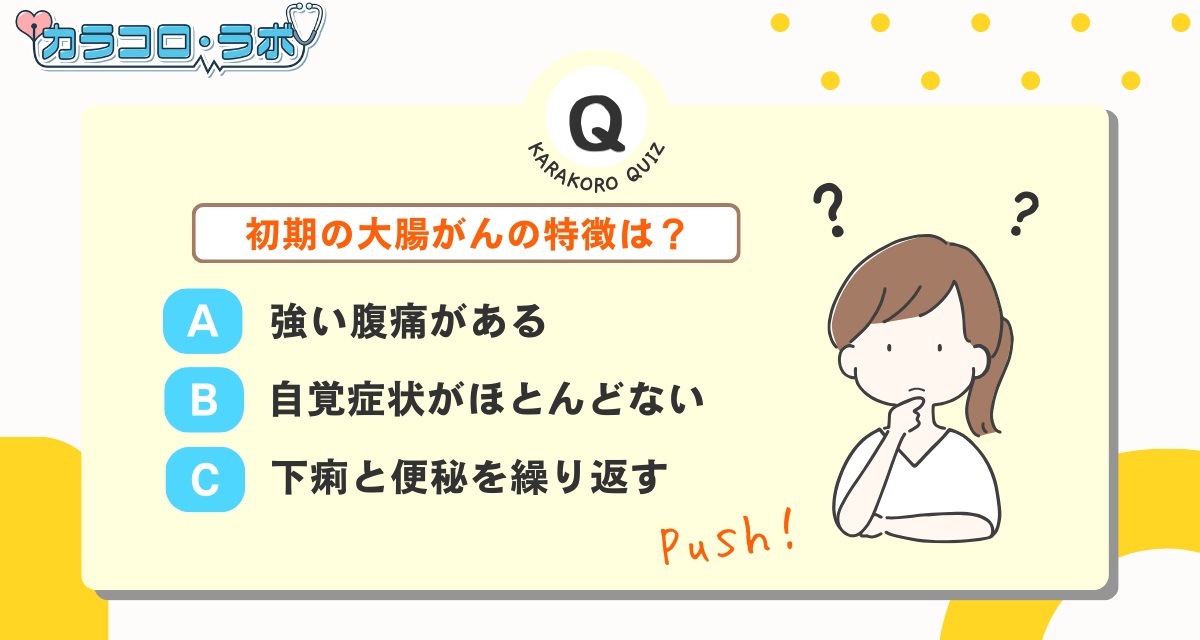 カラコロ・ラボ
Q
KARAKORO QUIZ
初期の大腸がんの特徴は？
A 強い腹痛がある
B 自覚症状がほとんどない
C 下痢と便秘を繰り返す
? ?
Push!